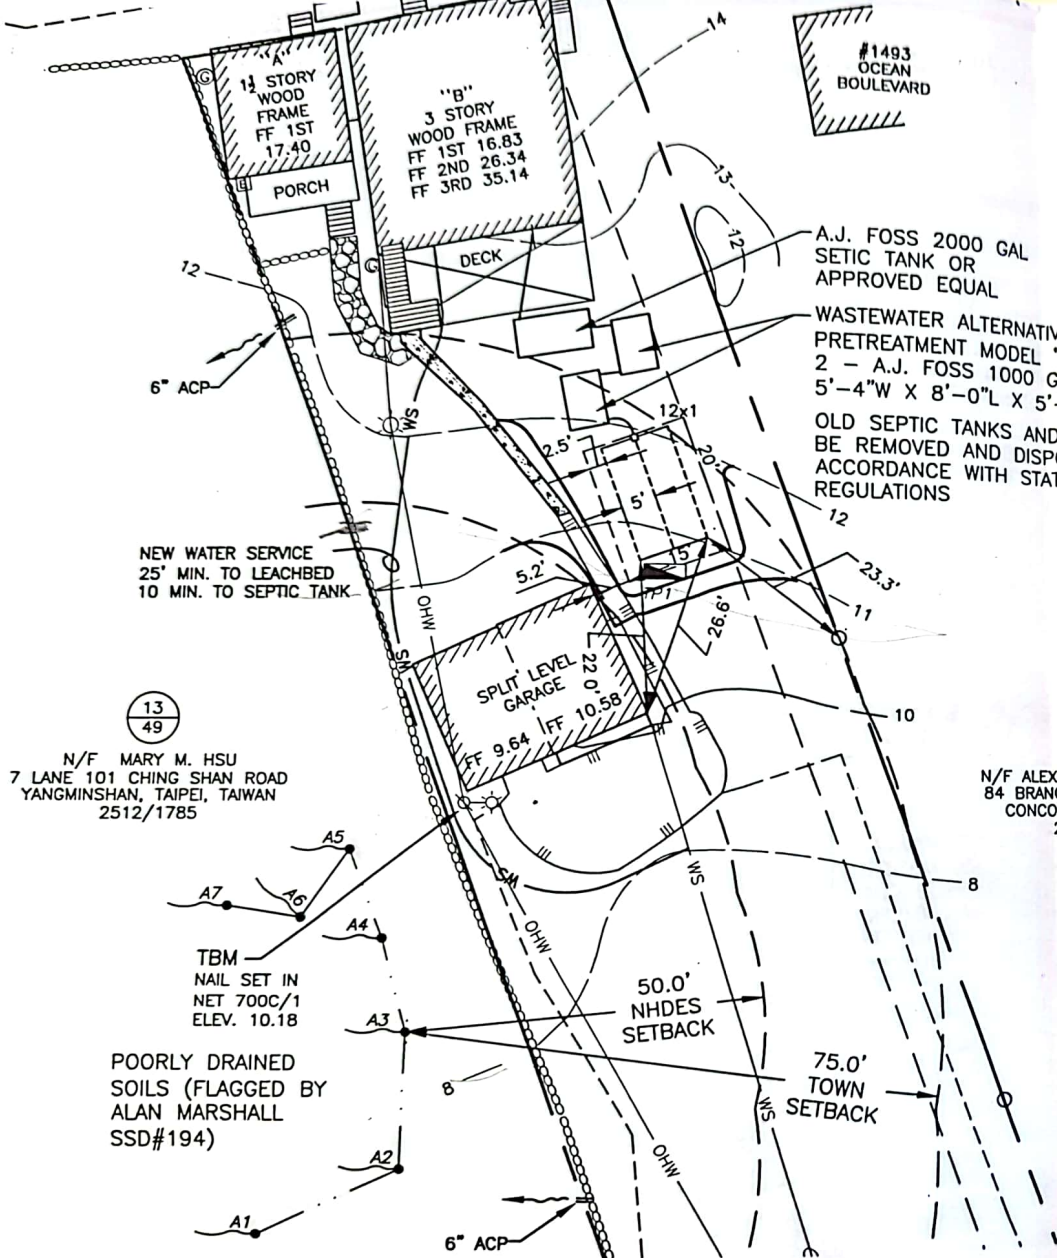 14
#1493
OCEAN
BOULEVARD
"A"
1½ STORY
WOOD
FRAME
FF 1ST
17.40
"B"
3 STORY
WOOD FRAME
FF 1ST 16.83
FF 2ND 26.34
FF 3RD 35.14
G
E
PORCH
DECK
G
13
12
12
A.J. FOSS 2000 GAL
SETIC TANK OR
APPROVED EQUAL
WASTEWATER ALTERNATIV
PRETREATMENT MODEL "
2 – A.J. FOSS 1000 G
5'–4"W X 8'–0"L X 5'-
OLD SEPTIC TANKS AND
BE REMOVED AND DISP
ACCORDANCE WITH STAT
REGULATIONS
6" ACP
WS
12x1
2.5'
20'
5'
12
NEW WATER SERVICE
25' MIN. TO LEACHBED
10 MIN. TO SEPTIC TANK
5.2'
15'
TP1
23.3'
11
26.6'
OHW
WS
SPLIT LEVEL
GARAGE
22.0'
FF 9.64
FF 10.58
10
13
49
N/F MARY M. HSU
7 LANE 101 CHING SHAN ROAD
YANGMINSHAN, TAIPEI, TAIWAN
2512/1785
N/F ALEX
84 BRAN
CONCO
A5
A7
A6
A4
WS
WS
8
TBM
NAIL SET IN
NET 700C/1
ELEV. 10.18
OHW
50.0'
NHDES
SETBACK
A3
75.0'
TOWN
SETBACK
POORLY DRAINED
SOILS (FLAGGED BY
ALAN MARSHALL
SSD#194)
8
WS
A2
OHW
A1
6" ACP